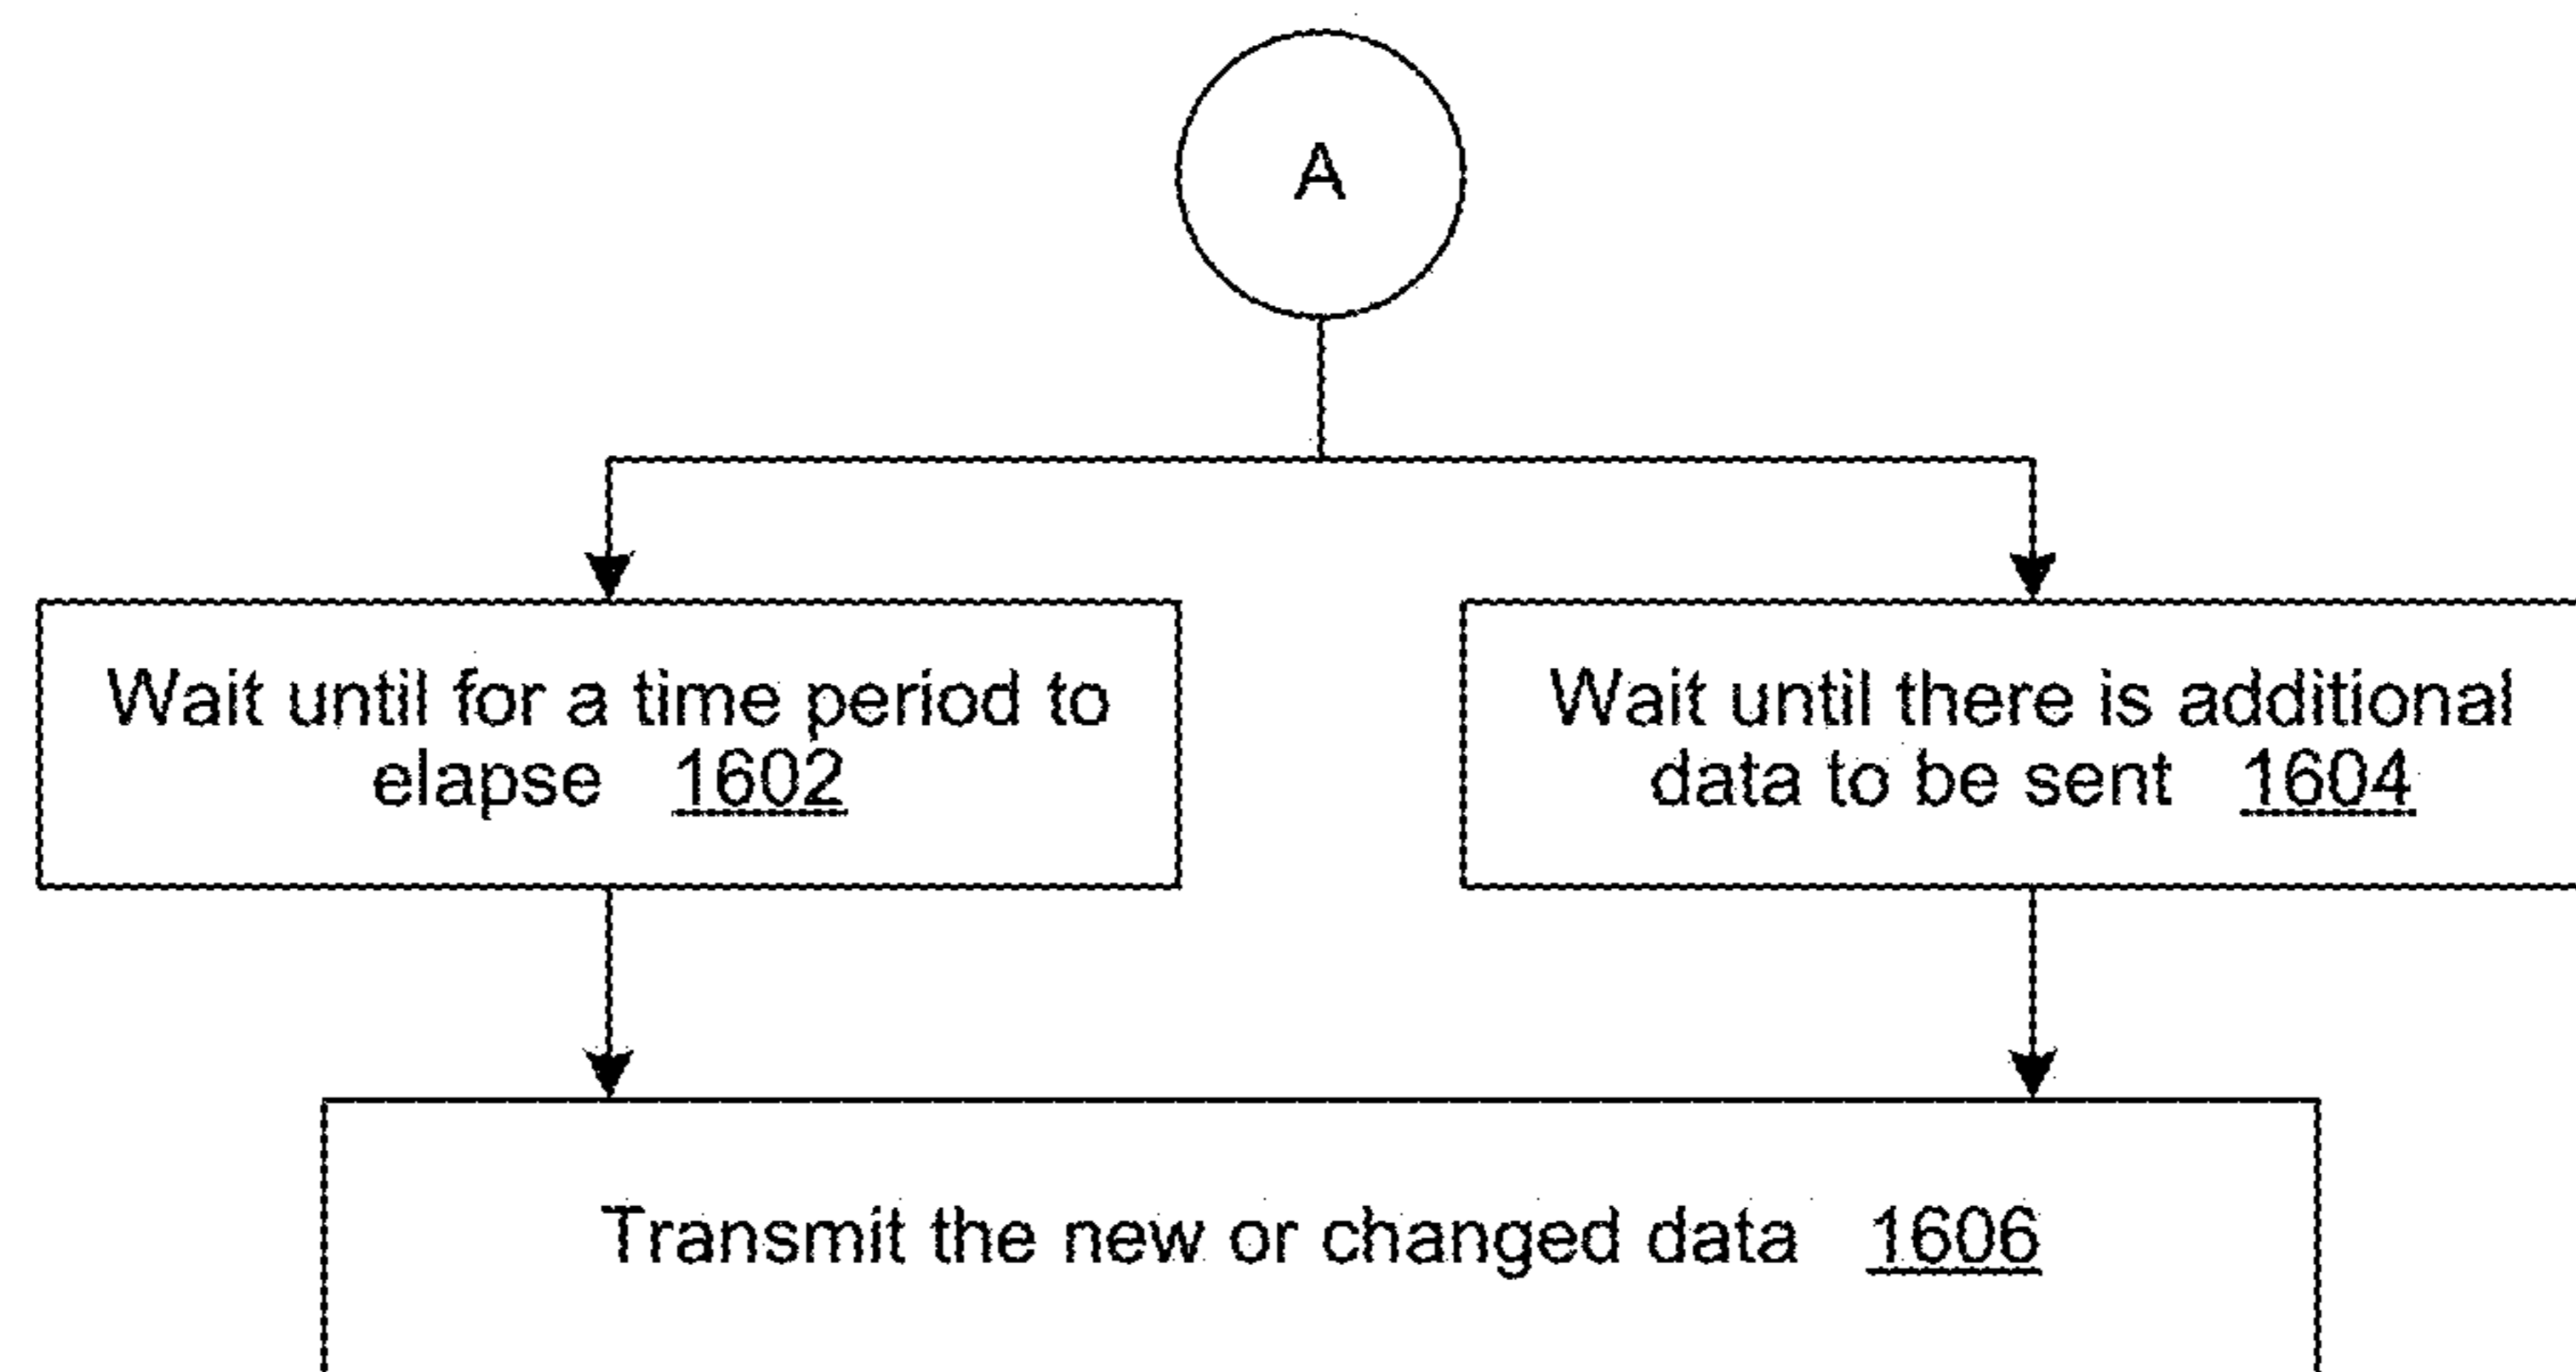 A
Wait until for a time period to
elapse 1602
Wait until there is additional
data to be sent 1604
Transmit the new or changed data 1606